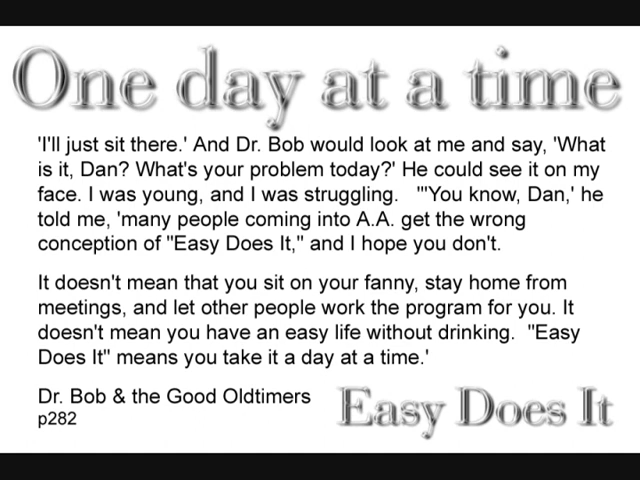 One day at a time
'I'll just sit there.' And Dr. Bob would look at me and say, 'What
is it, Dan? What's your problem today?' He could see it on my
face. I was young, and I was struggling.   "'You know, Dan,' he
told me, 'many people coming into A.A. get the wrong
conception of "Easy Does It," and I hope you don't.
It doesn't mean that you sit on your fanny, stay home from
meetings, and let other people work the program for you. It
doesn't mean you have an easy life without drinking.  "Easy
Does It" means you take it a day at a time.'
Dr. Bob & the Good Oldtimers
p282
Easy Does It